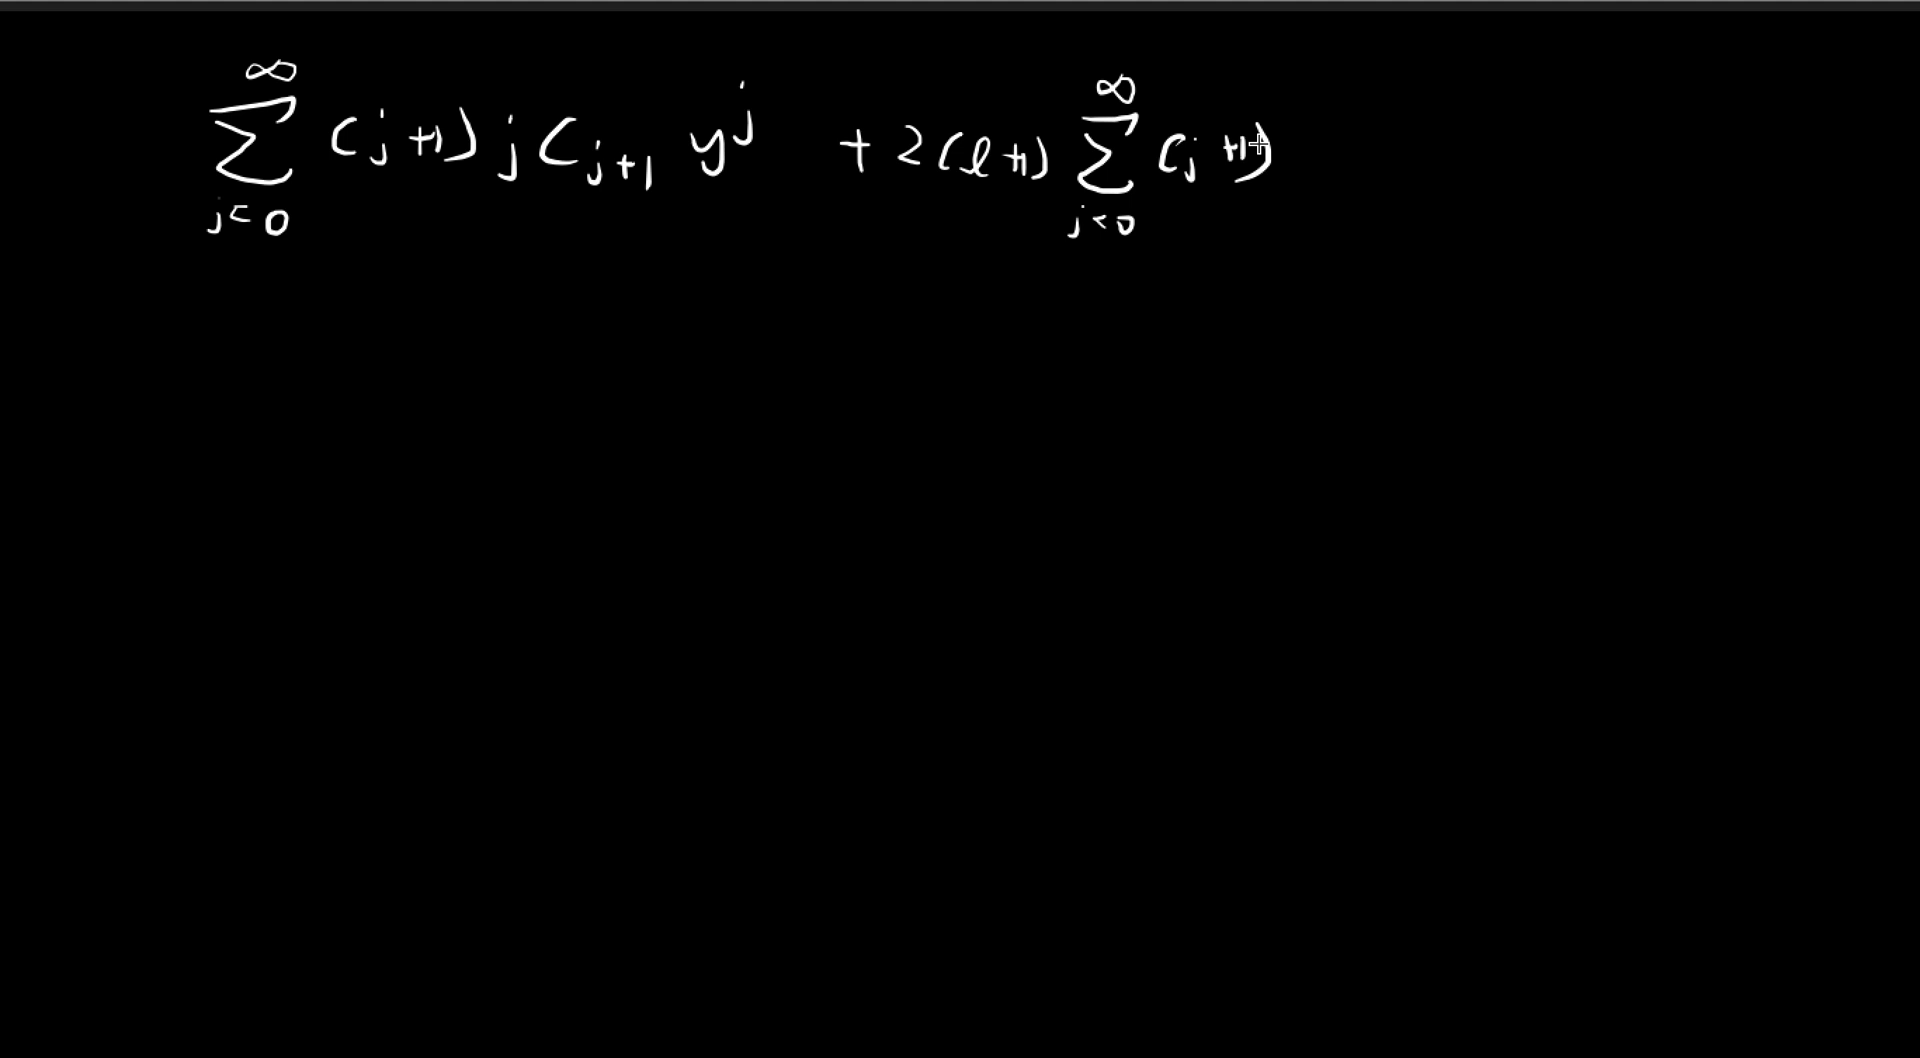 ∑_{j=0}^{∞} (j+1) j C_{j+1} y^j + 2(ℓ+1) ∑_{j=0}^{∞} (j+1)